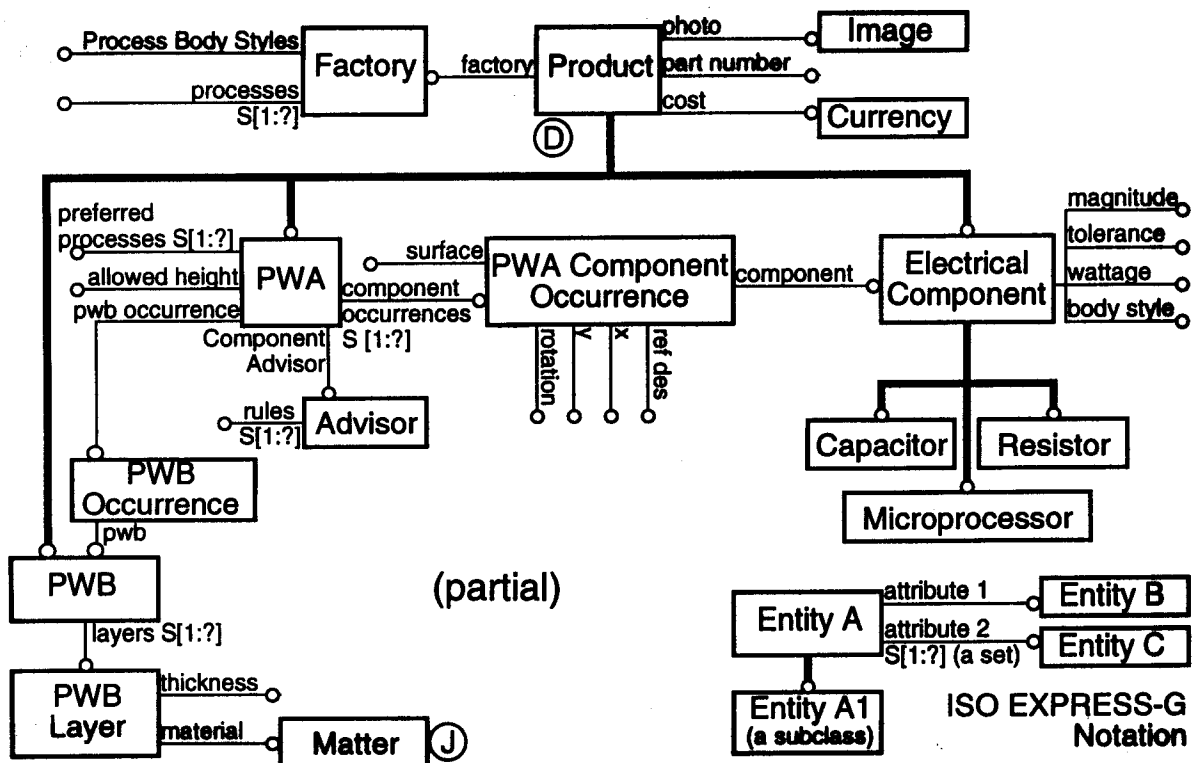 Process Body Styles
processes
S[1:?]
Factory
factory
Product
photo
part number
cost
Image
Currency
D
preferred
processes S[1:?]
allowed height
pwb occurrence
PWA
component
occurrences
S [1:?]
Component
Advisor
surface
PWA Component
Occurrence
component
rotation
y
x
ref des
Electrical
Component
magnitude
tolerance
wattage
body style
rules
S[1:?]
Advisor
Capacitor
Resistor
Microprocessor
PWB
Occurrence
pwb
PWB
layers S[1:?]
PWB
Layer
thickness
material
Matter
J
(partial)
Entity A
attribute 1
attribute 2
S[1:?] (a set)
Entity B
Entity C
Entity A1
(a subclass)
ISO EXPRESS-G
Notation